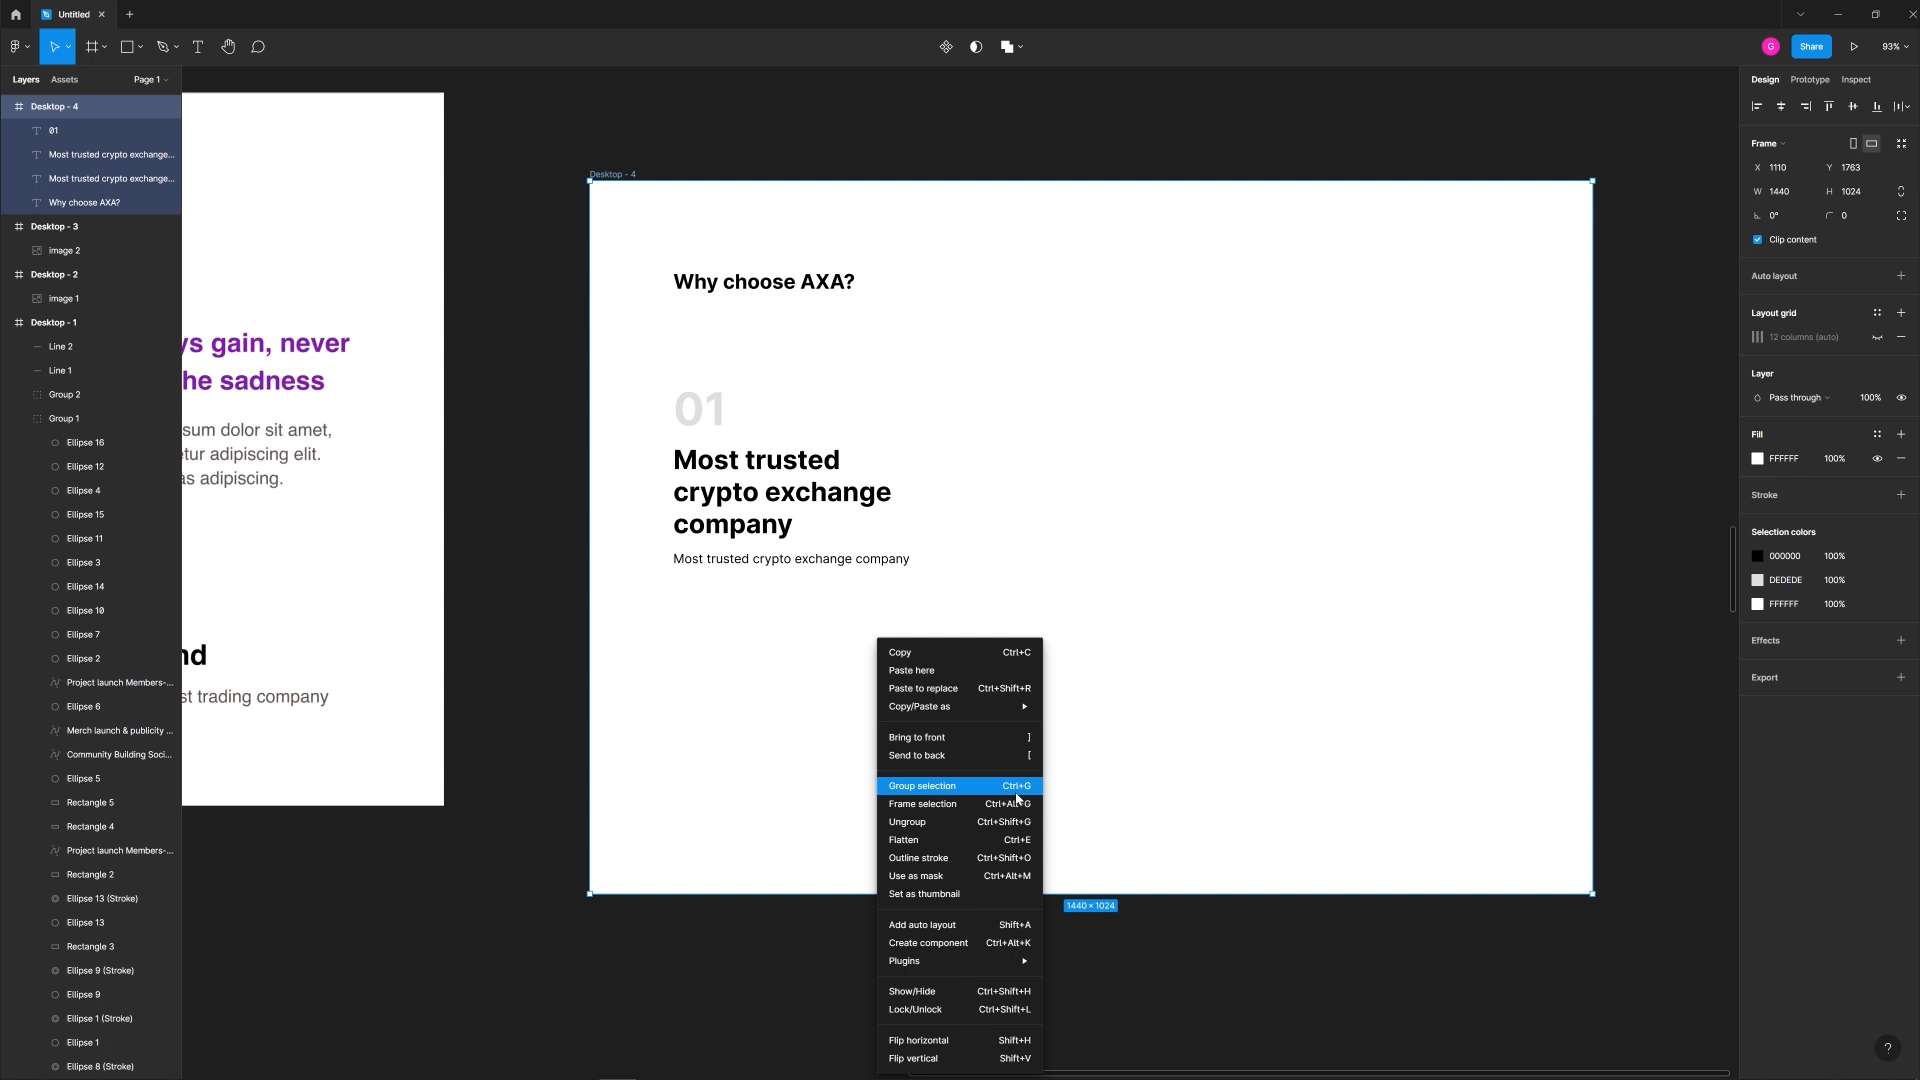 Untitled
G
Share
93%
Layers
Assets
Page 1
Desktop - 4
01
Most trusted crypto exchange...
Most trusted crypto exchange...
Why choose AXA?
Desktop - 3
image 2
Desktop - 2
image 1
Desktop - 1
Line 2
Line 1
Group 2
Group 1
Ellipse 16
Ellipse 12
Ellipse 4
Ellipse 15
Ellipse 11
Ellipse 3
Ellipse 14
Ellipse 10
Ellipse 7
Ellipse 2
Project launch Members-...
Ellipse 6
Merch launch & publicity ...
Community Building Soci...
Ellipse 5
Rectangle 5
Rectangle 4
Project launch Members-...
Rectangle 2
Ellipse 13 (Stroke)
Ellipse 13
Rectangle 3
Ellipse 9 (Stroke)
Ellipse 9
Ellipse 1 (Stroke)
Ellipse 1
Ellipse 8 (Stroke)
ys gain, never
he sadness
sum dolor sit amet,
etur adipiscing elit.
as adipiscing.
nd
st trading company
Desktop - 4
Why choose AXA?
01
Most trusted
crypto exchange
company
Most trusted crypto exchange company
1440 × 1024
Copy Ctrl+C
Paste here
Paste to replace Ctrl+Shift+R
Copy/Paste as
Bring to front ]
Send to back [
Group selection Ctrl+G
Frame selection Ctrl+Alt+G
Ungroup Ctrl+Shift+G
Flatten Ctrl+E
Outline stroke Ctrl+Shift+O
Use as mask Ctrl+Alt+M
Set as thumbnail
Add auto layout Shift+A
Create component Ctrl+Alt+K
Plugins
Show/Hide Ctrl+Shift+H
Lock/Unlock Ctrl+Shift+L
Flip horizontal Shift+H
Flip vertical Shift+V
Design
Prototype
Inspect
Frame
X 1110 Y 1763
W 1440 H 1024
0° 0
Clip content
Auto layout
Layout grid
12 columns (auto)
Layer
Pass through 100%
Fill
FFFFFF 100%
Stroke
Selection colors
000000 100%
DEDEDE 100%
FFFFFF 100%
Effects
Export
?